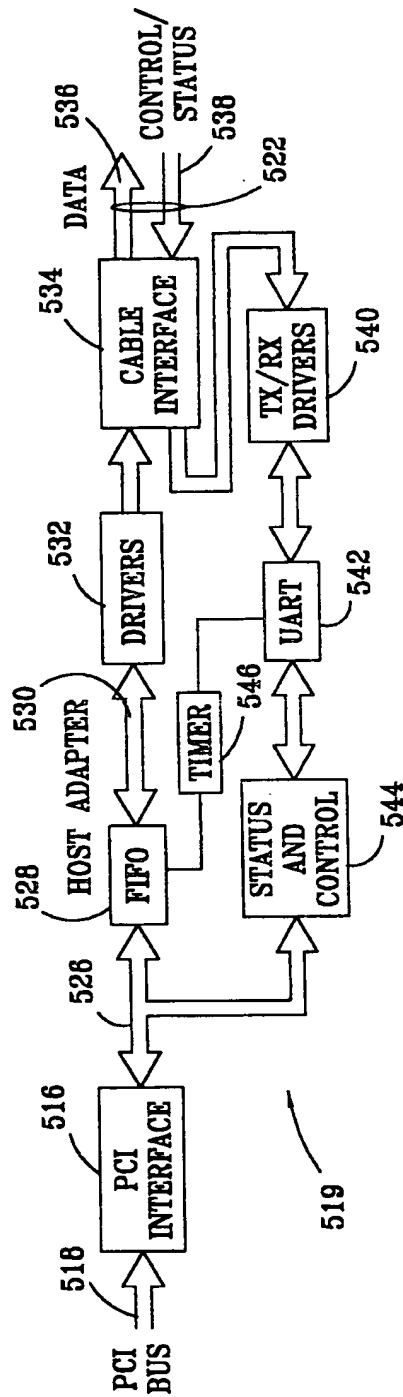 PCI
BUS
518
516
PCI
INTERFACE
526
528
HOST ADAPTER
FIFO
530
532
DRIVERS
534
CABLE
INTERFACE
DATA
536
CONTROL/
STATUS
538
522
TIMER
546
STATUS
AND
CONTROL
544
UART
542
TX/RX
DRIVERS
540
519